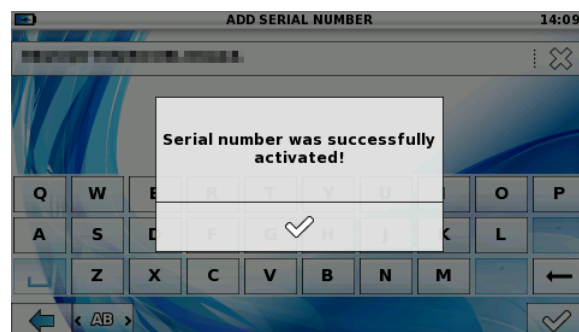 ADD SERIAL NUMBER 14:09
Serial number was successfully
activated!
Q W E R T Y U I O P
A S D F G H J K L
Z X C V B N M
AB